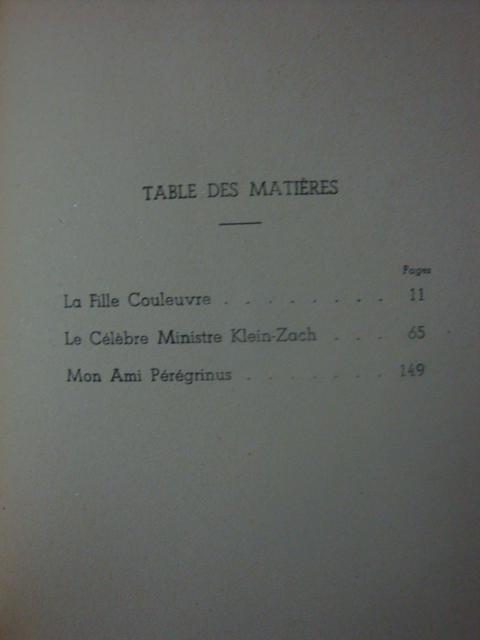 TABLE DES MATIÈRES
Pages
La Fille Couleuvre . . . . . . . . 11
Le Célèbre Ministre Klein-Zach . . . 65
Mon Ami Pérégrinus . . . . . . . 149